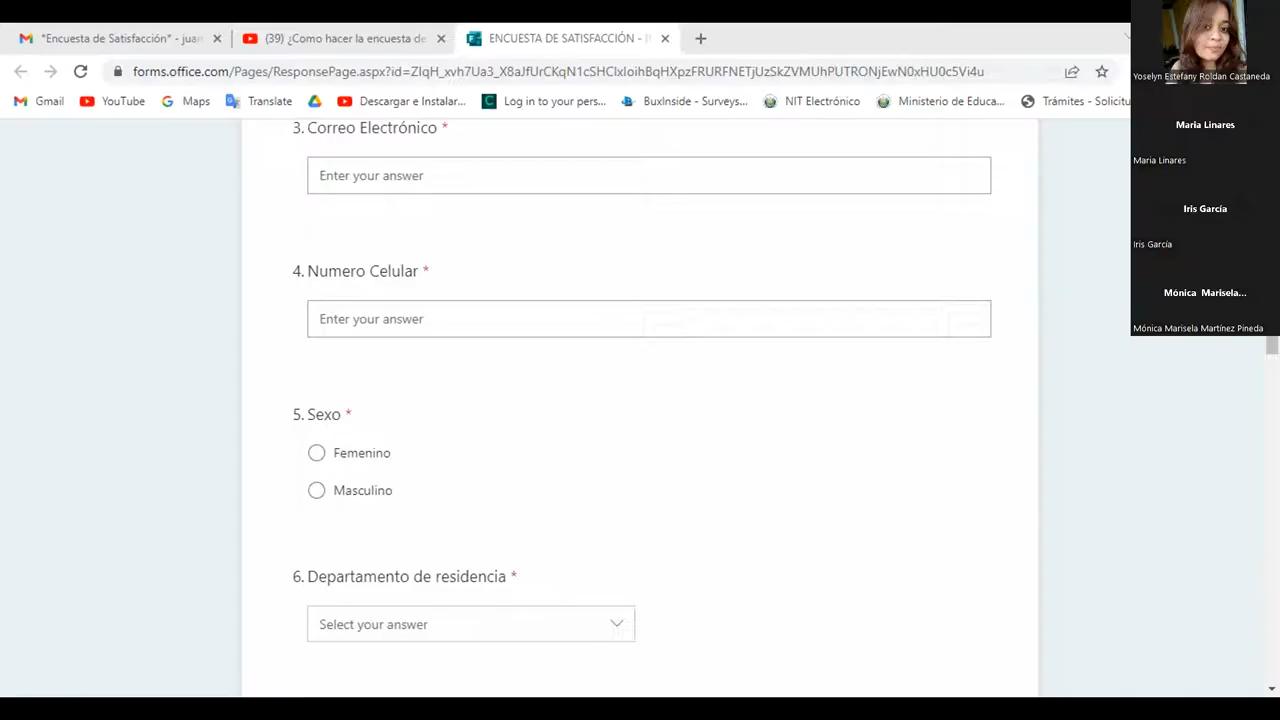 *Encuesta de Satisfacción* - juan
(39) ¿Como hacer la encuesta de
ENCUESTA DE SATISFACCIÓN - I
forms.office.com/Pages/ResponsePage.aspx?id=ZIqH_xvh7Ua3_X8aJfUrCKqN1cSHClxIoihBqHXpzFRURFNETjUzSkZVMUhPUTRONjEwN0xHU0c5Vi4u
Gmail
YouTube
Maps
Translate
Descargar e Instalar...
Log in to your pers...
BuxInside - Surveys...
NIT Electrónico
Ministerio de Educa...
Trámites - Solicitu
3. Correo Electrónico *
Enter your answer
4. Numero Celular *
Enter your answer
5. Sexo *
Femenino
Masculino
6. Departamento de residencia *
Select your answer
Yoselyn Estefany Roldan Castaneda
Maria Linares
Maria Linares
Iris García
Iris García
Mónica Marisela...
Mónica Marisela Martínez Pineda